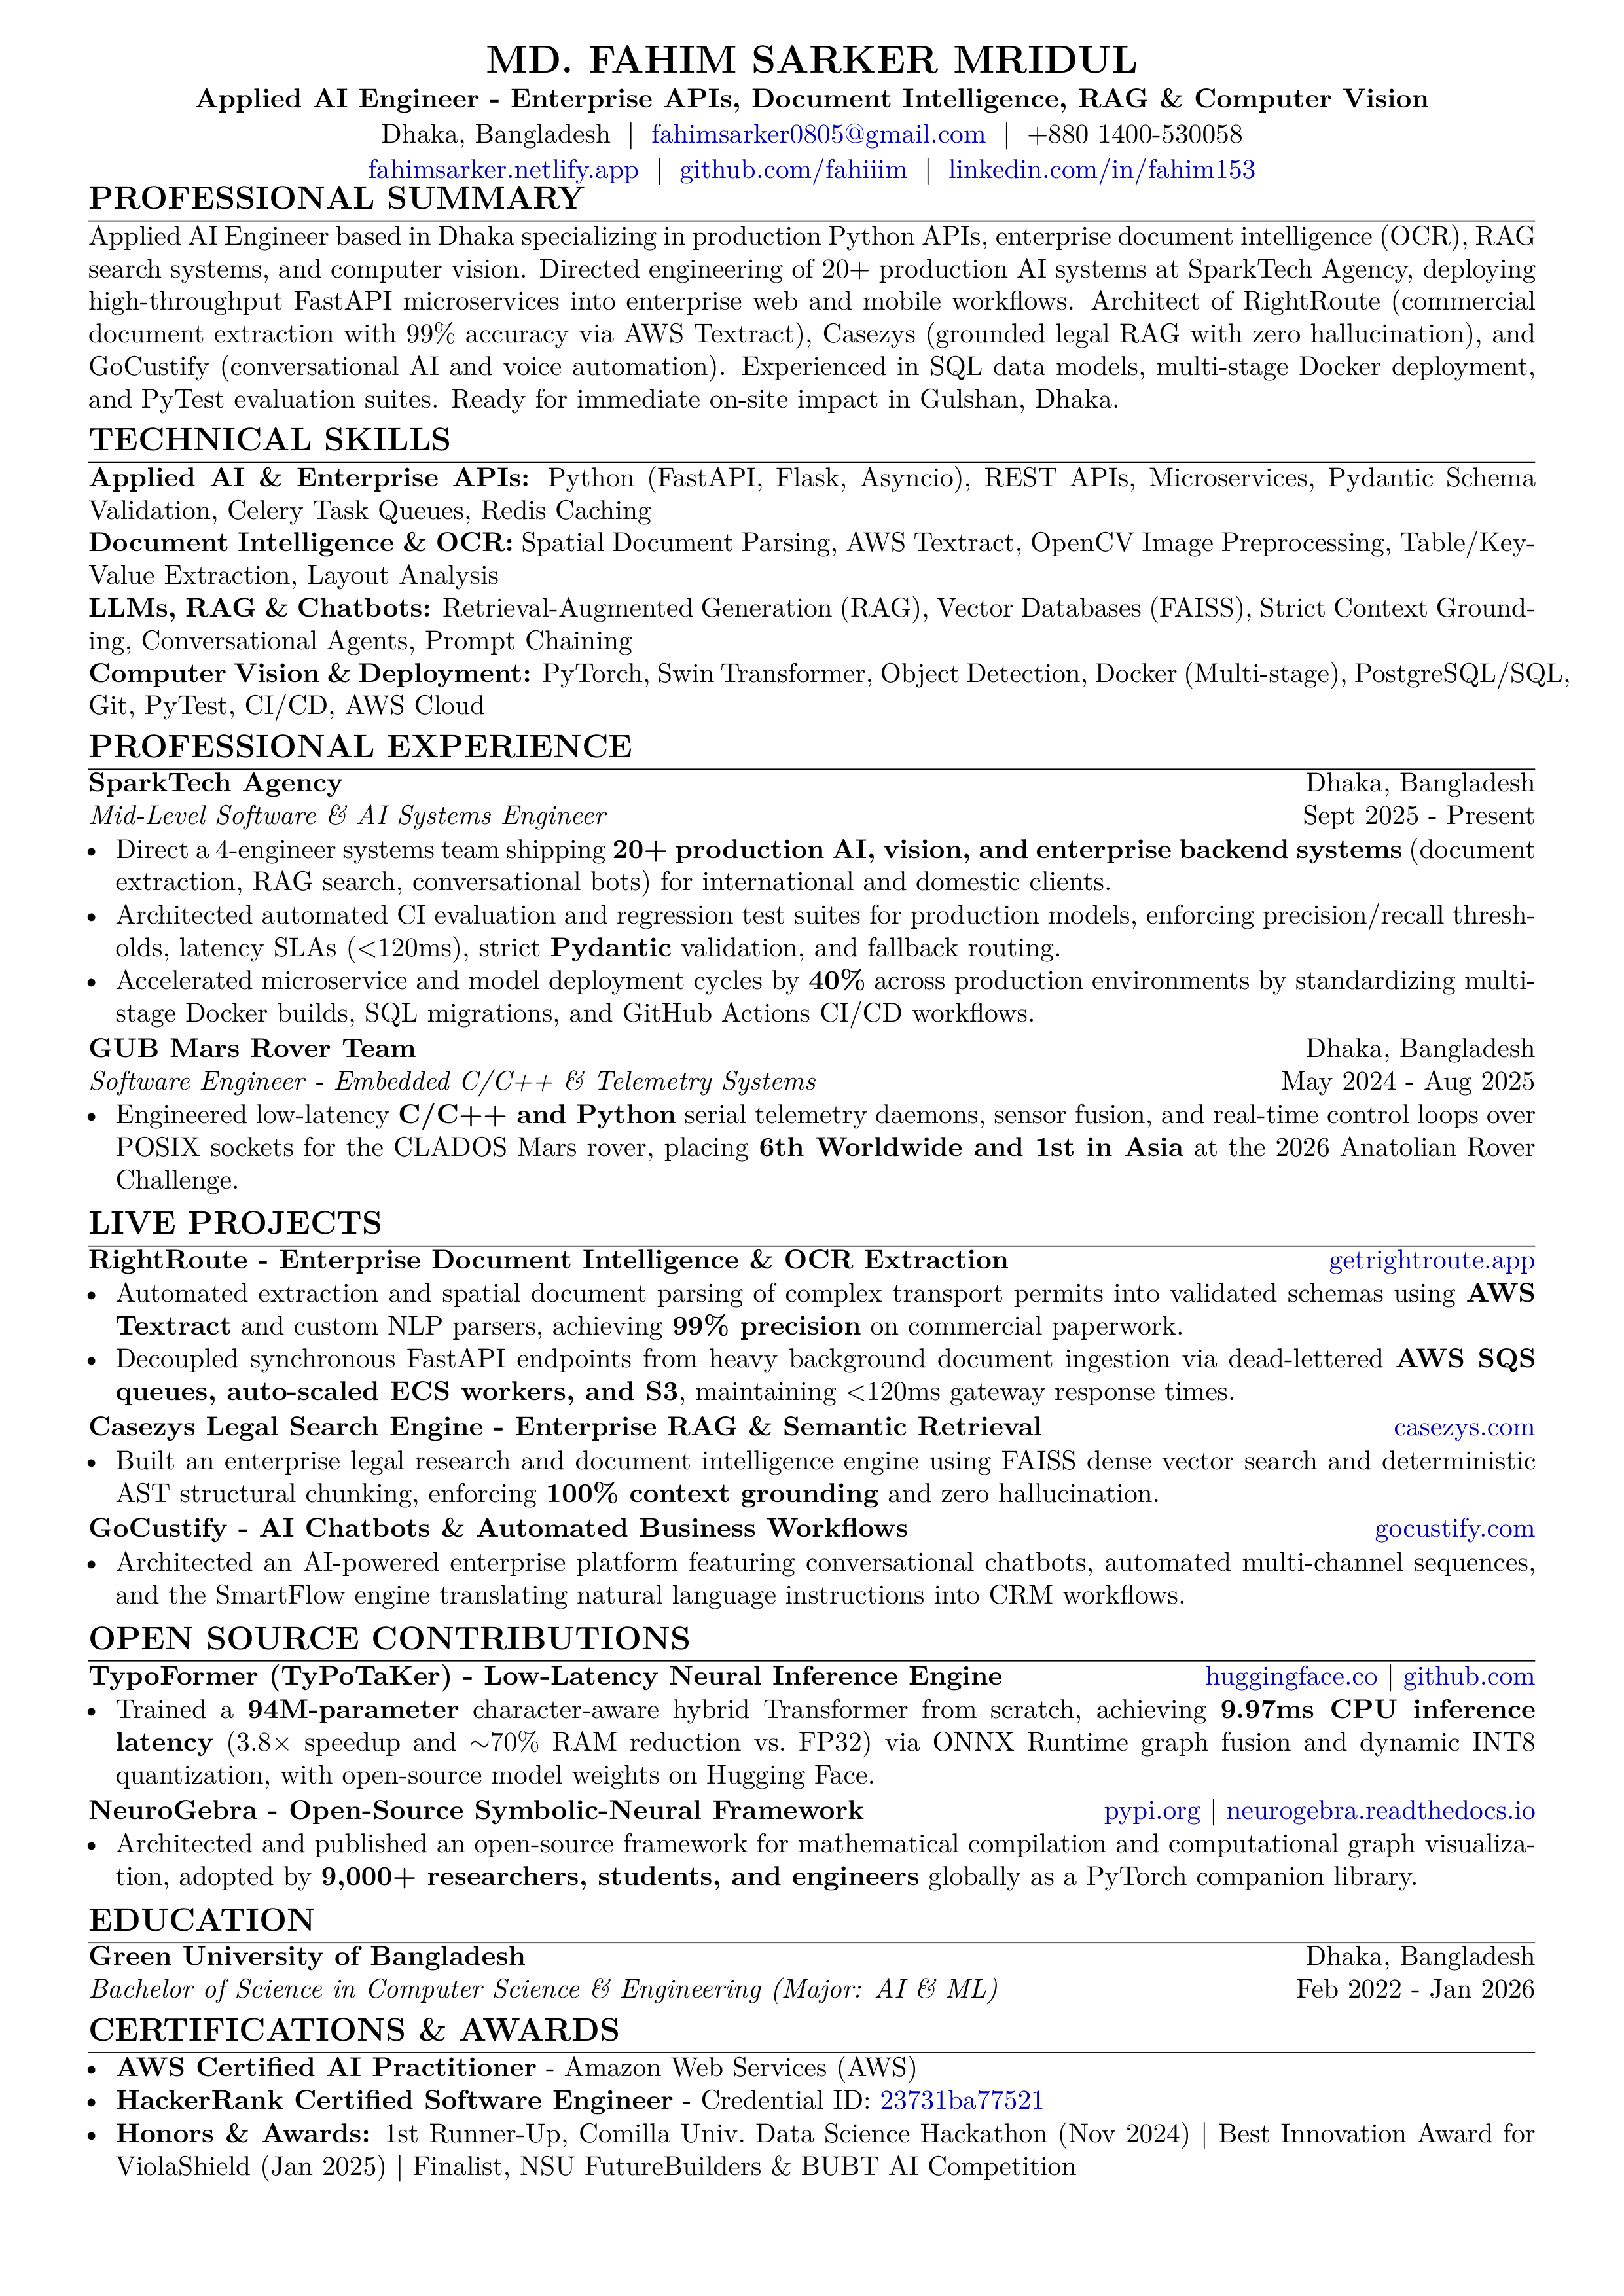 MD. FAHIM SARKER MRIDUL
Applied AI Engineer - Enterprise APIs, Document Intelligence, RAG & Computer Vision
Dhaka, Bangladesh | fahimsarker0805@gmail.com | +880 1400-530058
fahimsarker.netlify.app | github.com/fahiiim | linkedin.com/in/fahim153
PROFESSIONAL SUMMARY
Applied AI Engineer based in Dhaka specializing in production Python APIs, enterprise document intelligence (OCR), RAG
search systems, and computer vision. Directed engineering of 20+ production AI systems at SparkTech Agency, deploying
high-throughput FastAPI microservices into enterprise web and mobile workflows. Architect of RightRoute (commercial
document extraction with 99% accuracy via AWS Textract), Casezys (grounded legal RAG with zero hallucination), and
GoCustify (conversational AI and voice automation). Experienced in SQL data models, multi-stage Docker deployment,
and PyTest evaluation suites. Ready for immediate on-site impact in Gulshan, Dhaka.
TECHNICAL SKILLS
Applied AI & Enterprise APIs: Python (FastAPI, Flask, Asyncio), REST APIs, Microservices, Pydantic Schema
Validation, Celery Task Queues, Redis Caching
Document Intelligence & OCR: Spatial Document Parsing, AWS Textract, OpenCV Image Preprocessing, Table/Key-
Value Extraction, Layout Analysis
LLMs, RAG & Chatbots: Retrieval-Augmented Generation (RAG), Vector Databases (FAISS), Strict Context Ground-
ing, Conversational Agents, Prompt Chaining
Computer Vision & Deployment: PyTorch, Swin Transformer, Object Detection, Docker (Multi-stage), PostgreSQL/SQL,
Git, PyTest, CI/CD, AWS Cloud
PROFESSIONAL EXPERIENCE
SparkTech Agency Dhaka, Bangladesh
Mid-Level Software & AI Systems Engineer Sept 2025 - Present
• Direct a 4-engineer systems team shipping 20+ production AI, vision, and enterprise backend systems (document
extraction, RAG search, conversational bots) for international and domestic clients.
• Architected automated CI evaluation and regression test suites for production models, enforcing precision/recall thresh-
olds, latency SLAs (<120ms), strict Pydantic validation, and fallback routing.
• Accelerated microservice and model deployment cycles by 40% across production environments by standardizing multi-
stage Docker builds, SQL migrations, and GitHub Actions CI/CD workflows.
GUB Mars Rover Team Dhaka, Bangladesh
Software Engineer - Embedded C/C++ & Telemetry Systems May 2024 - Aug 2025
• Engineered low-latency C/C++ and Python serial telemetry daemons, sensor fusion, and real-time control loops over
POSIX sockets for the CLADOS Mars rover, placing 6th Worldwide and 1st in Asia at the 2026 Anatolian Rover
Challenge.
LIVE PROJECTS
RightRoute - Enterprise Document Intelligence & OCR Extraction getrightroute.app
• Automated extraction and spatial document parsing of complex transport permits into validated schemas using AWS
Textract and custom NLP parsers, achieving 99% precision on commercial paperwork.
• Decoupled synchronous FastAPI endpoints from heavy background document ingestion via dead-lettered AWS SQS
queues, auto-scaled ECS workers, and S3, maintaining <120ms gateway response times.
Casezys Legal Search Engine - Enterprise RAG & Semantic Retrieval casezys.com
• Built an enterprise legal research and document intelligence engine using FAISS dense vector search and deterministic
AST structural chunking, enforcing 100% context grounding and zero hallucination.
GoCustify - AI Chatbots & Automated Business Workflows gocustify.com
• Architected an AI-powered enterprise platform featuring conversational chatbots, automated multi-channel sequences,
and the SmartFlow engine translating natural language instructions into CRM workflows.
OPEN SOURCE CONTRIBUTIONS
TypoFormer (TyPoTaKer) - Low-Latency Neural Inference Engine huggingface.co | github.com
• Trained a 94M-parameter character-aware hybrid Transformer from scratch, achieving 9.97ms CPU inference
latency (3.8× speedup and ~70% RAM reduction vs. FP32) via ONNX Runtime graph fusion and dynamic INT8
quantization, with open-source model weights on Hugging Face.
NeuroGebra - Open-Source Symbolic-Neural Framework pypi.org | neurogebra.readthedocs.io
• Architected and published an open-source framework for mathematical compilation and computational graph visualiza-
tion, adopted by 9,000+ researchers, students, and engineers globally as a PyTorch companion library.
EDUCATION
Green University of Bangladesh Dhaka, Bangladesh
Bachelor of Science in Computer Science & Engineering (Major: AI & ML) Feb 2022 - Jan 2026
CERTIFICATIONS & AWARDS
• AWS Certified AI Practitioner - Amazon Web Services (AWS)
• HackerRank Certified Software Engineer - Credential ID: 23731ba77521
• Honors & Awards: 1st Runner-Up, Comilla Univ. Data Science Hackathon (Nov 2024) | Best Innovation Award for
ViolaShield (Jan 2025) | Finalist, NSU FutureBuilders & BUBT AI Competition